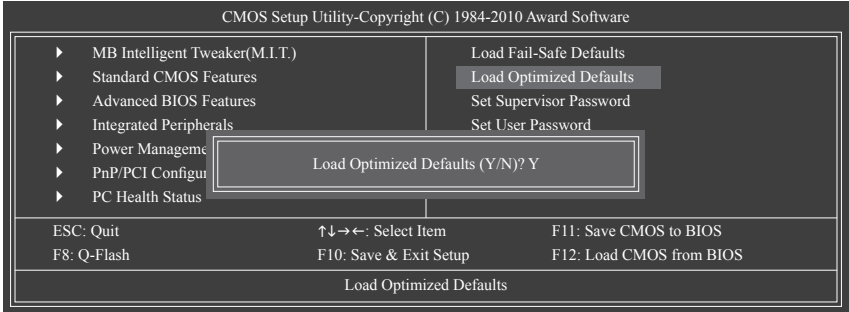 CMOS Setup Utility-Copyright (C) 1984-2010 Award Software
MB Intelligent Tweaker(M.I.T.)
Standard CMOS Features
Advanced BIOS Features
Integrated Peripherals
Power Manageme
PnP/PCI Configur
PC Health Status
Load Fail-Safe Defaults
Load Optimized Defaults
Set Supervisor Password
Set User Password
Load Optimized Defaults (Y/N)? Y
ESC: Quit ↑↓→←: Select Item F11: Save CMOS to BIOS
F8: Q-Flash F10: Save & Exit Setup F12: Load CMOS from BIOS
Load Optimized Defaults